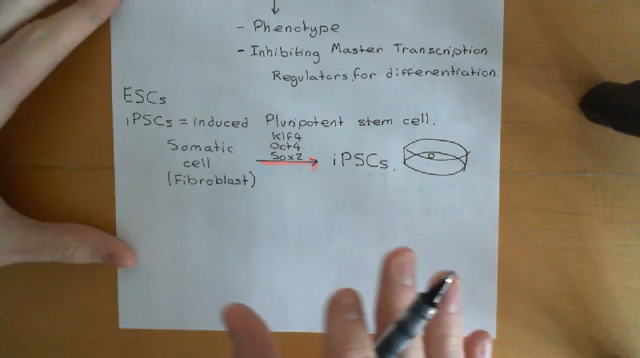 - Phenotype
- Inhibiting Master Transcription
Regulators for differentiation.
ESCs
iPSCs = induced Pluripotent stem cell.
Klf4
Oct4
Somatic Sox2 iPSCs.
cell
(Fibroblast)